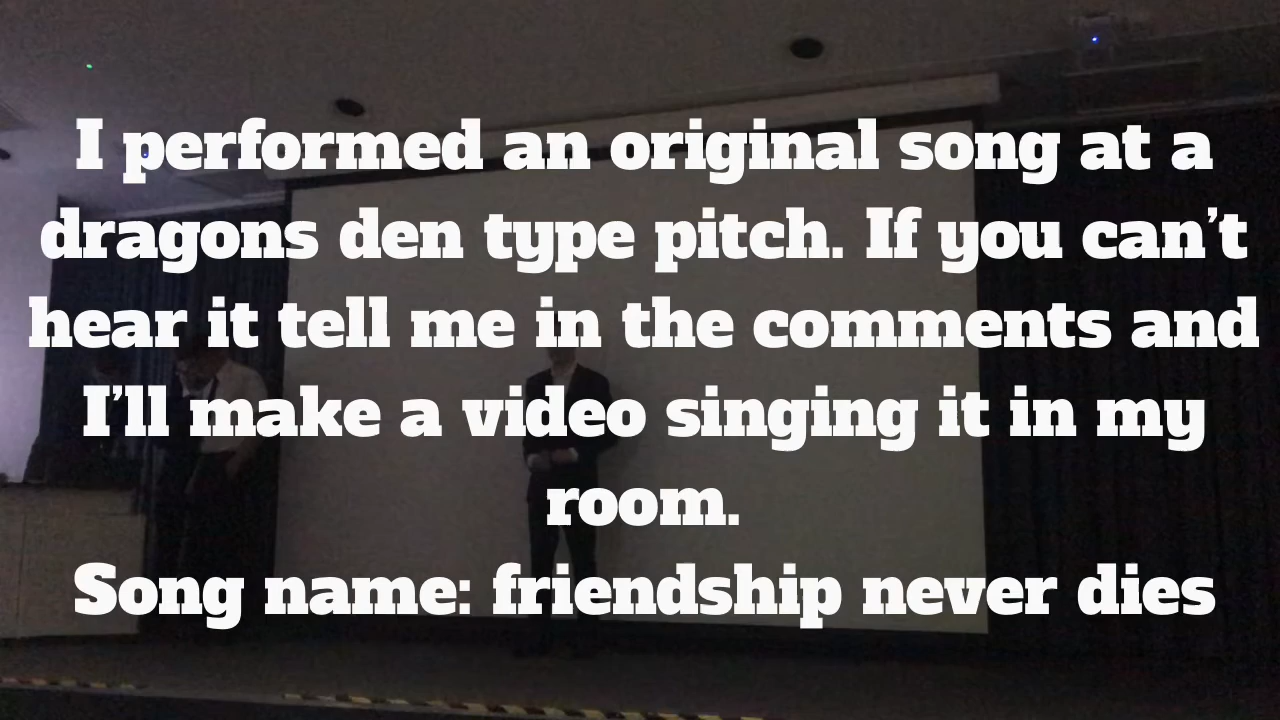 I performed an original song at a
dragons den type pitch. If you can’t
hear it tell me in the comments and
I’ll make a video singing it in my
room.
Song name: friendship never dies